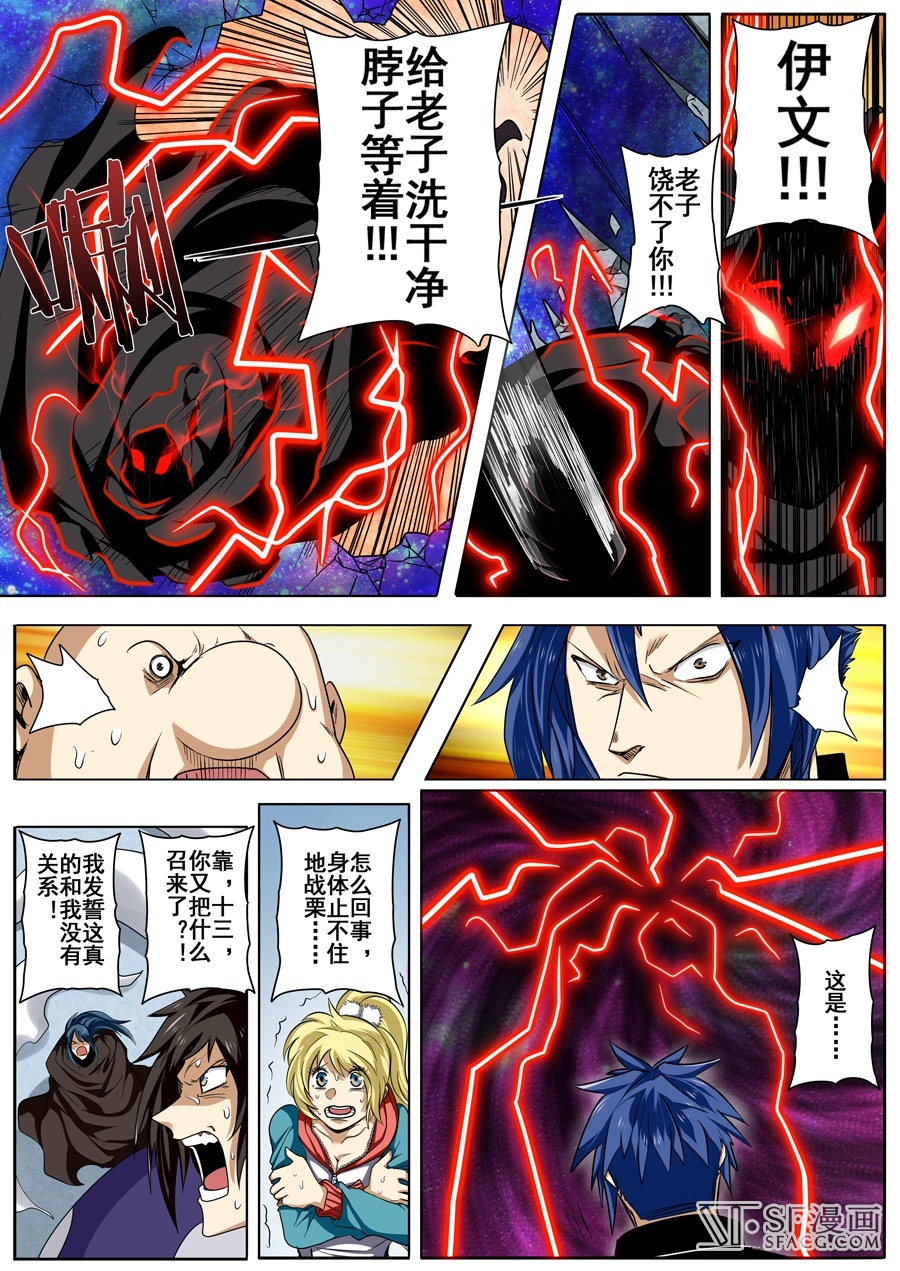 伊文!!!
老子
饶不了你!!!
给老子洗干净
脖子等着!!!
这是……
怎么回事，
身体止不住
地战栗……
靠，十三，
你又把什么
召来了?!
我发誓这真
的和我没有
关系!
SF漫画
SFACG.COM